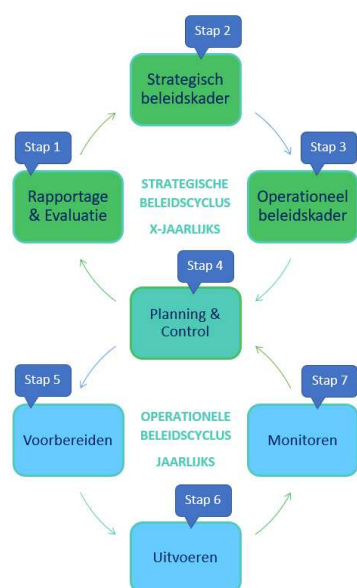 Stap 2
Strategisch
beleidskader
Stap 1
Rapportage
& Evaluatie
STRATEGISCHE
BELEIDSCYCLUS
X-JAARLIJKS
Stap 3
Operationeel
beleidskader
Stap 4
Planning &
Control
Stap 5
Voorbereiden
OPERATIONELE
BELEIDSCYCLUS
JAARLIJKS
Stap 7
Monitoren
Stap 6
Uitvoeren